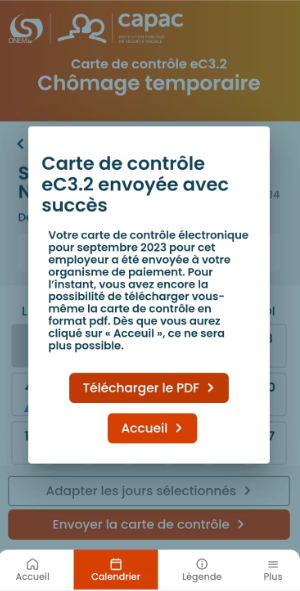 capac
Carte de contrôle eC3.2
Chômage temporaire
Carte de contrôle
eC3.2 envoyée avec
succès
Votre carte de contrôle électronique
pour septembre 2023 pour cet
employeur a été envoyée à votre
organisme de paiement. Pour
l'instant, vous avez encore la
possibilité de télécharger vous-
même la carte de contrôle en
format pdf. Dès que vous aurez
cliqué sur « Acceuil », ce ne sera
plus possible.
Télécharger le PDF
Accueil
Adapter les jours sélectionnés
Envoyer la carte de contrôle
Accueil
Calendrier
Légende
Plus